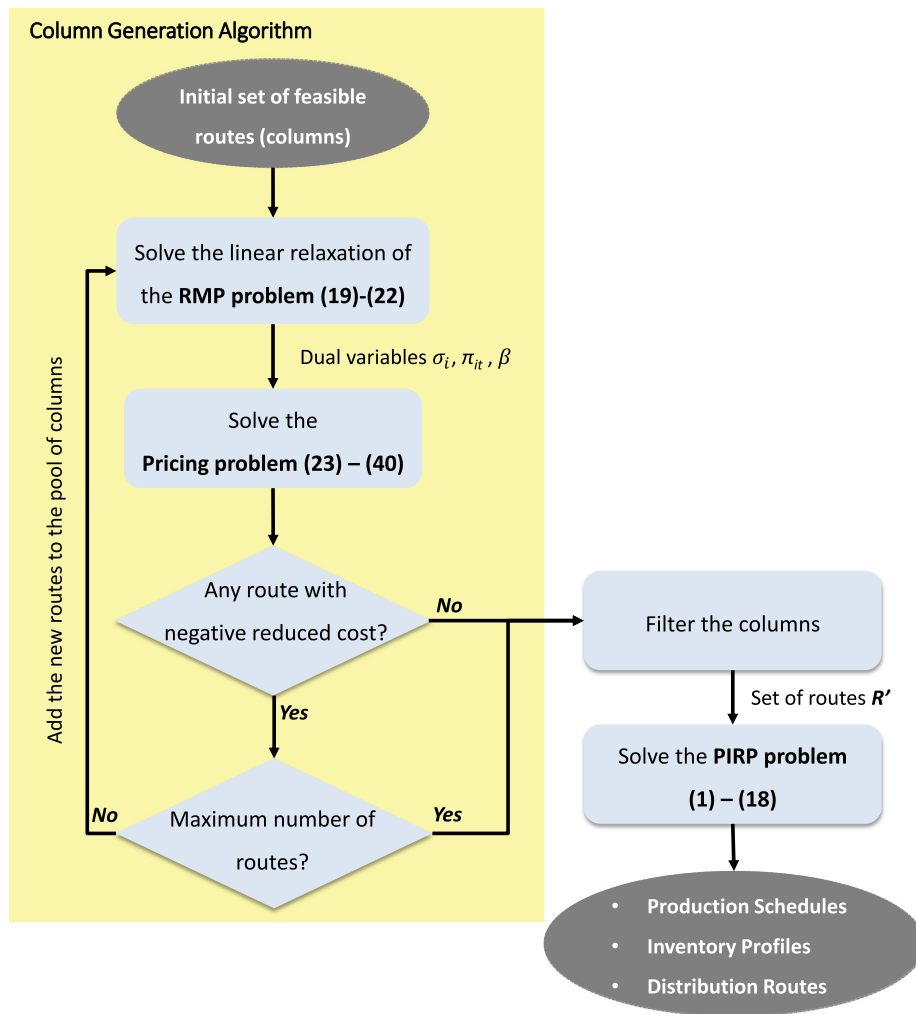 Column Generation Algorithm
Initial set of feasible
routes (columns)
Solve the linear relaxation of
the RMP problem (19)-(22)
Dual variables σᵢ, πᵢₜ, β
Solve the
Pricing problem (23) – (40)
Any route with
negative reduced cost?
No
Yes
Maximum number of
routes?
No
Yes
Add the new routes to the pool of columns
Filter the columns
Set of routes R’
Solve the PIRP problem
(1) – (18)
• Production Schedules
• Inventory Profiles
• Distribution Routes